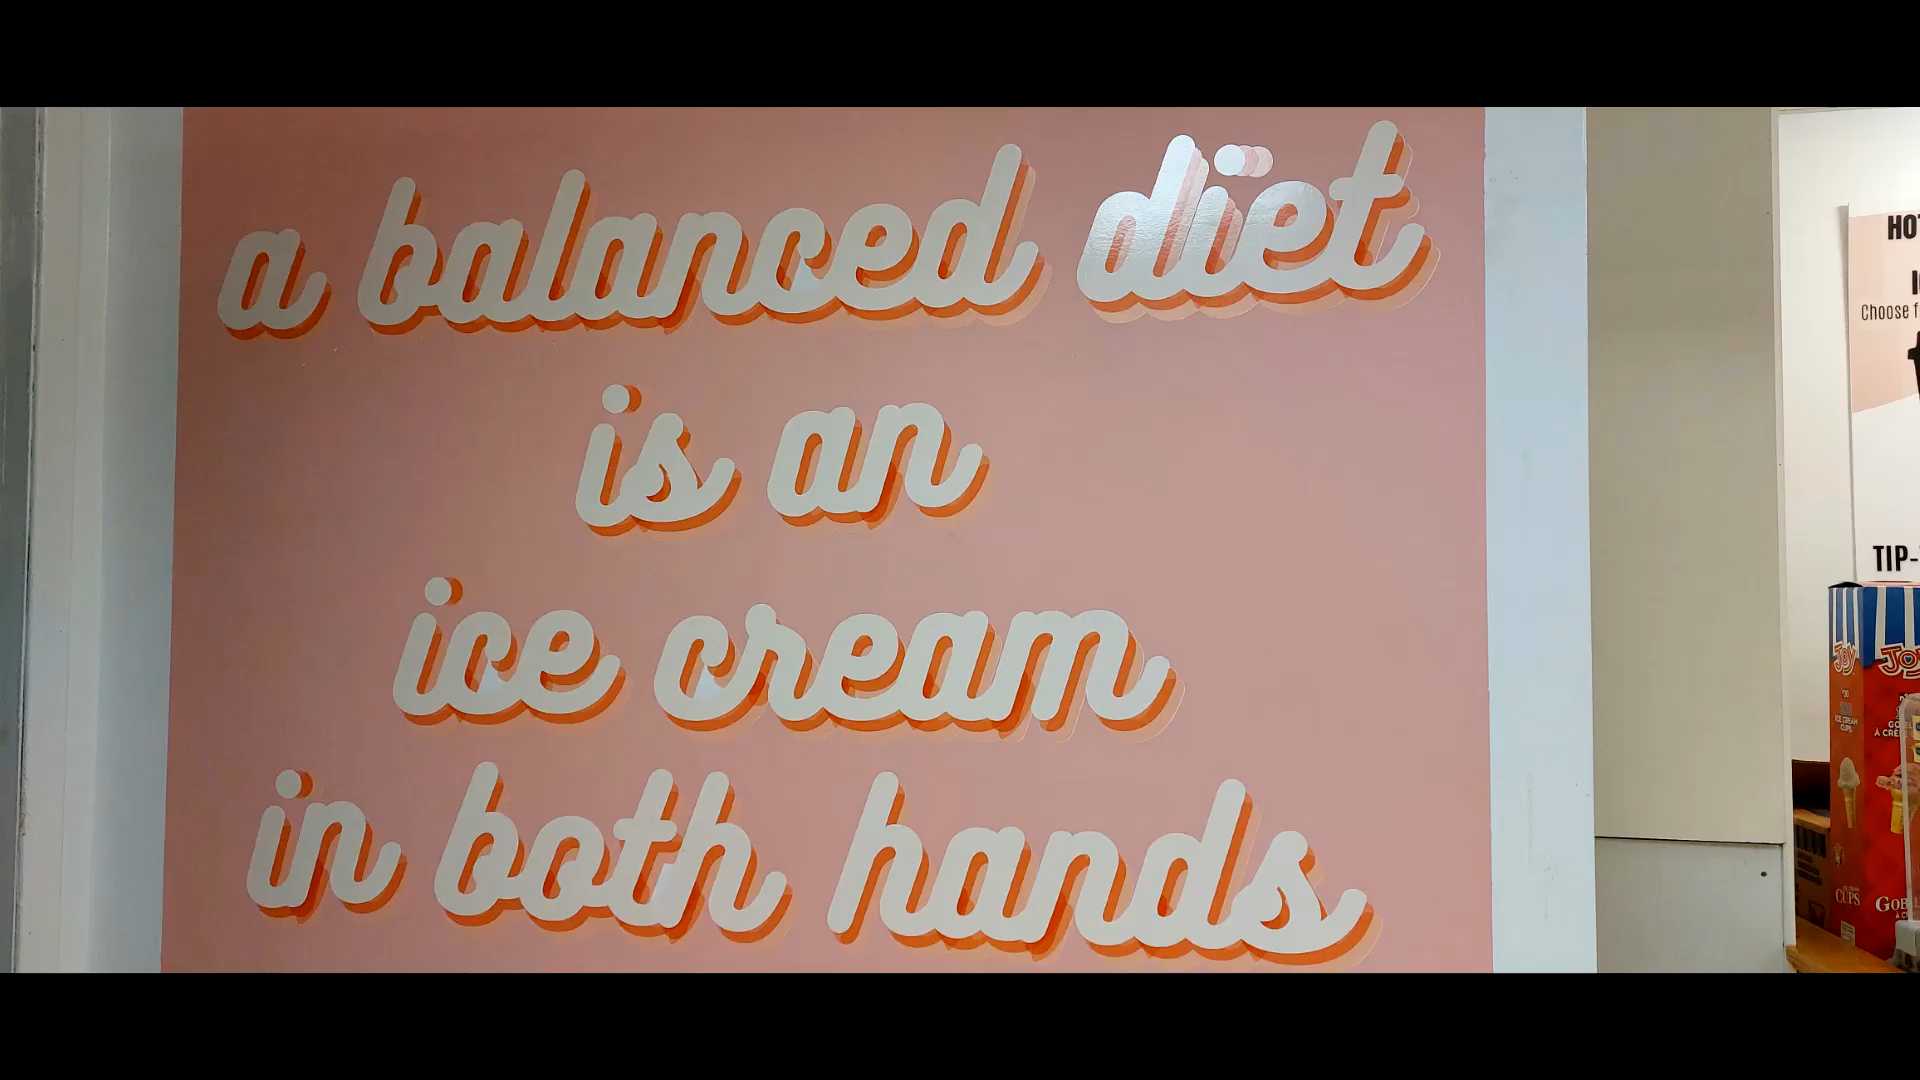 a balanced diet
is an
ice cream
in both hands
HOT
Choose f
TIP-
JOY
JOY
ICE CREAM
CUPS
CUPS